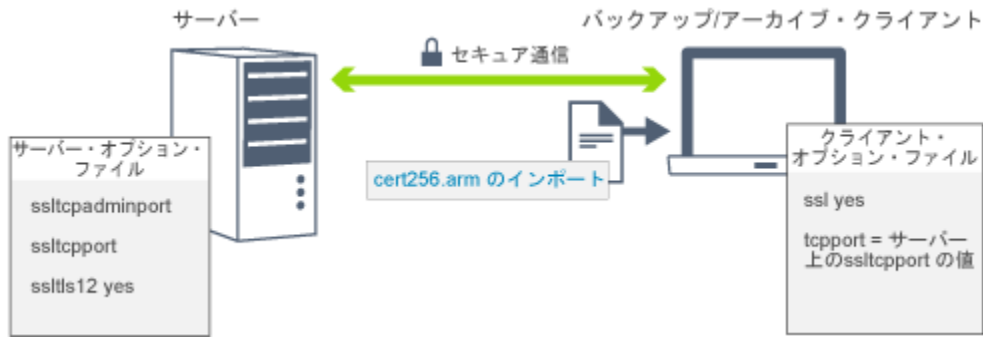 サーバー
バックアップ/アーカイブ・クライアント
セキュア通信
サーバー・オプション・
ファイル
ssltcpadminport
ssltcpport
ssltls12 yes
cert256.arm のインポート
クライアント・
オプション・ファイル
ssl yes
tcpport = サーバー
上のssltcpport の値